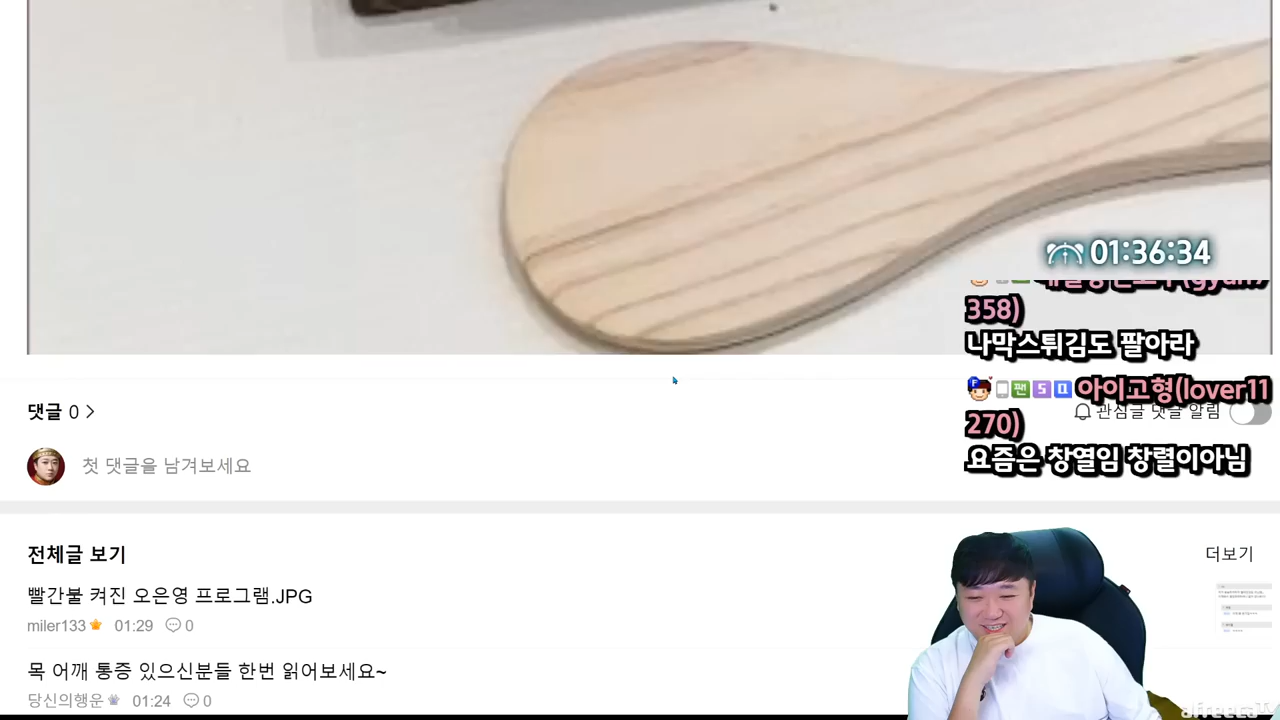 01:36:34
358)
나막스튀김도 팔아라
아이고형(lover11
270)
요즘은 창열임 창렬이아님
댓글 0 >
관심글 댓글 알림
첫 댓글을 남겨보세요
전체글 보기
더보기
빨간불 켜진 오은영 프로그램.JPG
miler133 01:29 0
목 어깨 통증 있으신분들 한번 읽어보세요~
당신의행운 01:24 0
afreecaTV